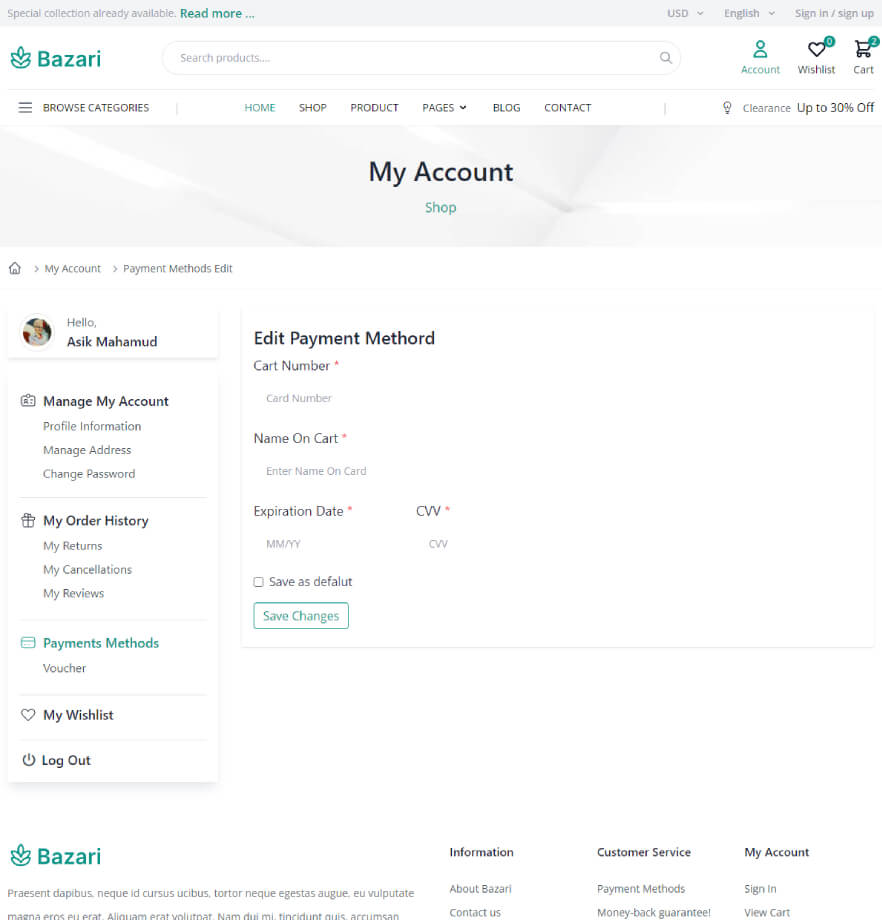 Special collection already available. Read more ...
USD English Sign in / sign up
Bazari
Search products....
Account
0
Wishlist
2
Cart
BROWSE CATEGORIES
HOME SHOP PRODUCT PAGES BLOG CONTACT
Clearance Up to 30% Off
My Account
Shop
My Account Payment Methods Edit
Hello,
Asik Mahamud
Manage My Account
Profile Information
Manage Address
Change Password
My Order History
My Returns
My Cancellations
My Reviews
Payments Methods
Voucher
My Wishlist
Log Out
Edit Payment Methord
Cart Number *
Card Number
Name On Cart *
Enter Name On Card
Expiration Date * CVV *
MM/YY CVV
Save as defalut
Save Changes
Bazari
Praesent dapibus, neque id cursus ucibus, tortor neque egestas augue, eu vulputate
magna eros eu erat. Aliquam erat volutpat. Nam dui mi, tincidunt quis, accumsan
Information
About Bazari
Contact us
Customer Service
Payment Methods
Money-back guarantee!
My Account
Sign In
View Cart